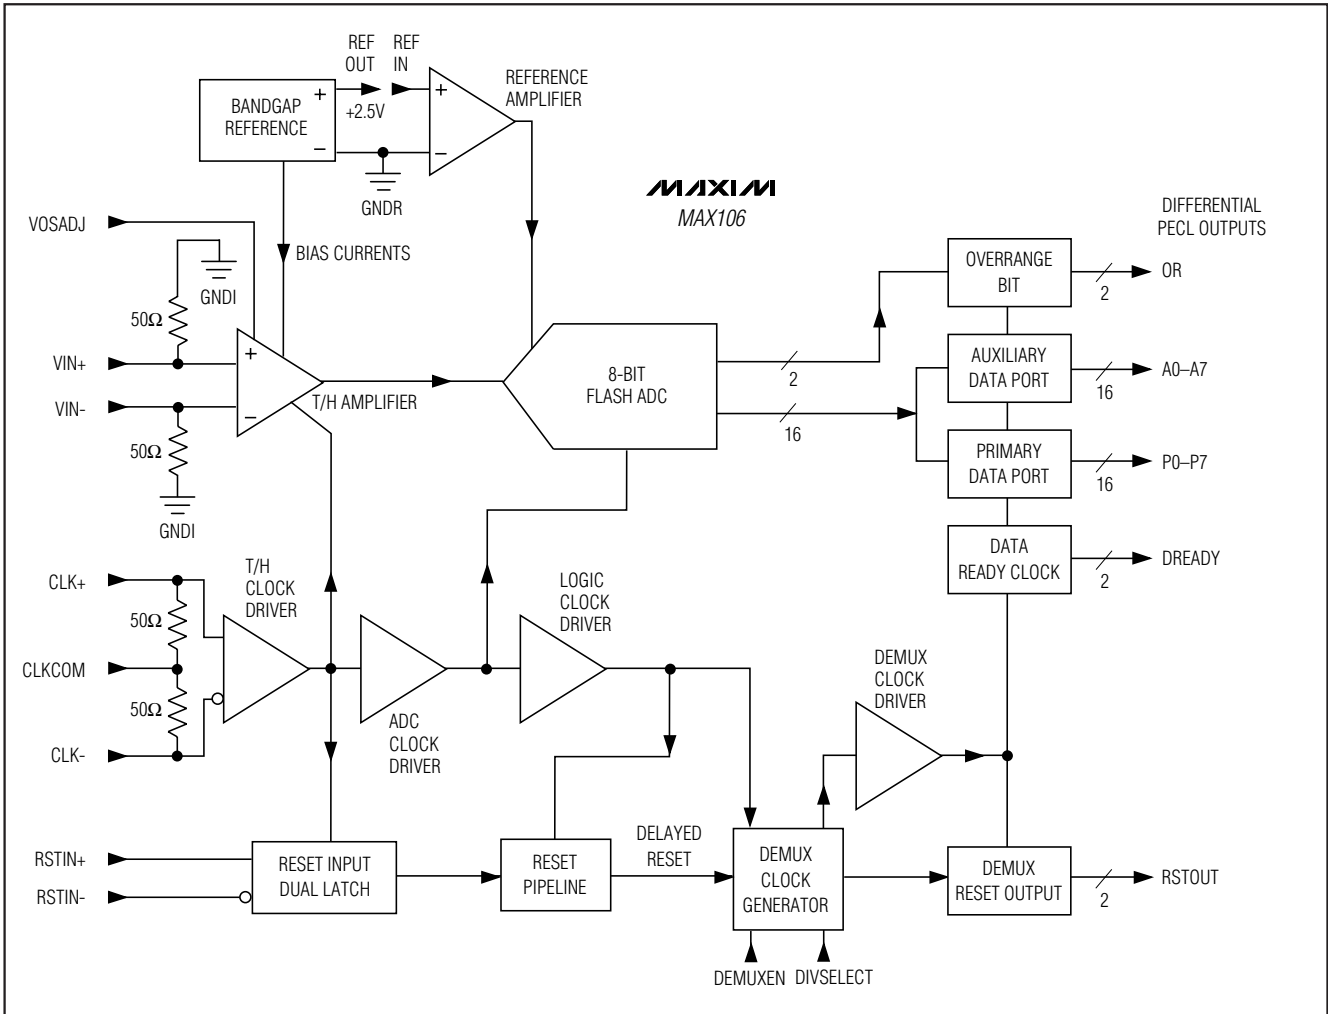 REF
OUT
REF
IN
+2.5V
REFERENCE
AMPLIFIER
BANDGAP
REFERENCE
+
−
+
−
GNDR
MAXIM
MAX106
VOSADJ
BIAS CURRENTS
GNDI
50Ω
VIN+
VIN-
+
−
T/H AMPLIFIER
50Ω
GNDI
8-BIT
FLASH ADC
2
16
DIFFERENTIAL
PECL OUTPUTS
OVERRANGE
BIT
2
OR
AUXILIARY
DATA PORT
16
A0–A7
PRIMARY
DATA PORT
16
P0–P7
DATA
READY CLOCK
2
DREADY
CLK+
50Ω
CLKCOM
50Ω
CLK-
T/H
CLOCK
DRIVER
ADC
CLOCK
DRIVER
LOGIC
CLOCK
DRIVER
DEMUX
CLOCK
DRIVER
RSTIN+
RSTIN-
RESET INPUT
DUAL LATCH
RESET
PIPELINE
DELAYED
RESET
DEMUX
CLOCK
GENERATOR
DEMUX
RESET OUTPUT
2
RSTOUT
DEMUXEN
DIVSELECT